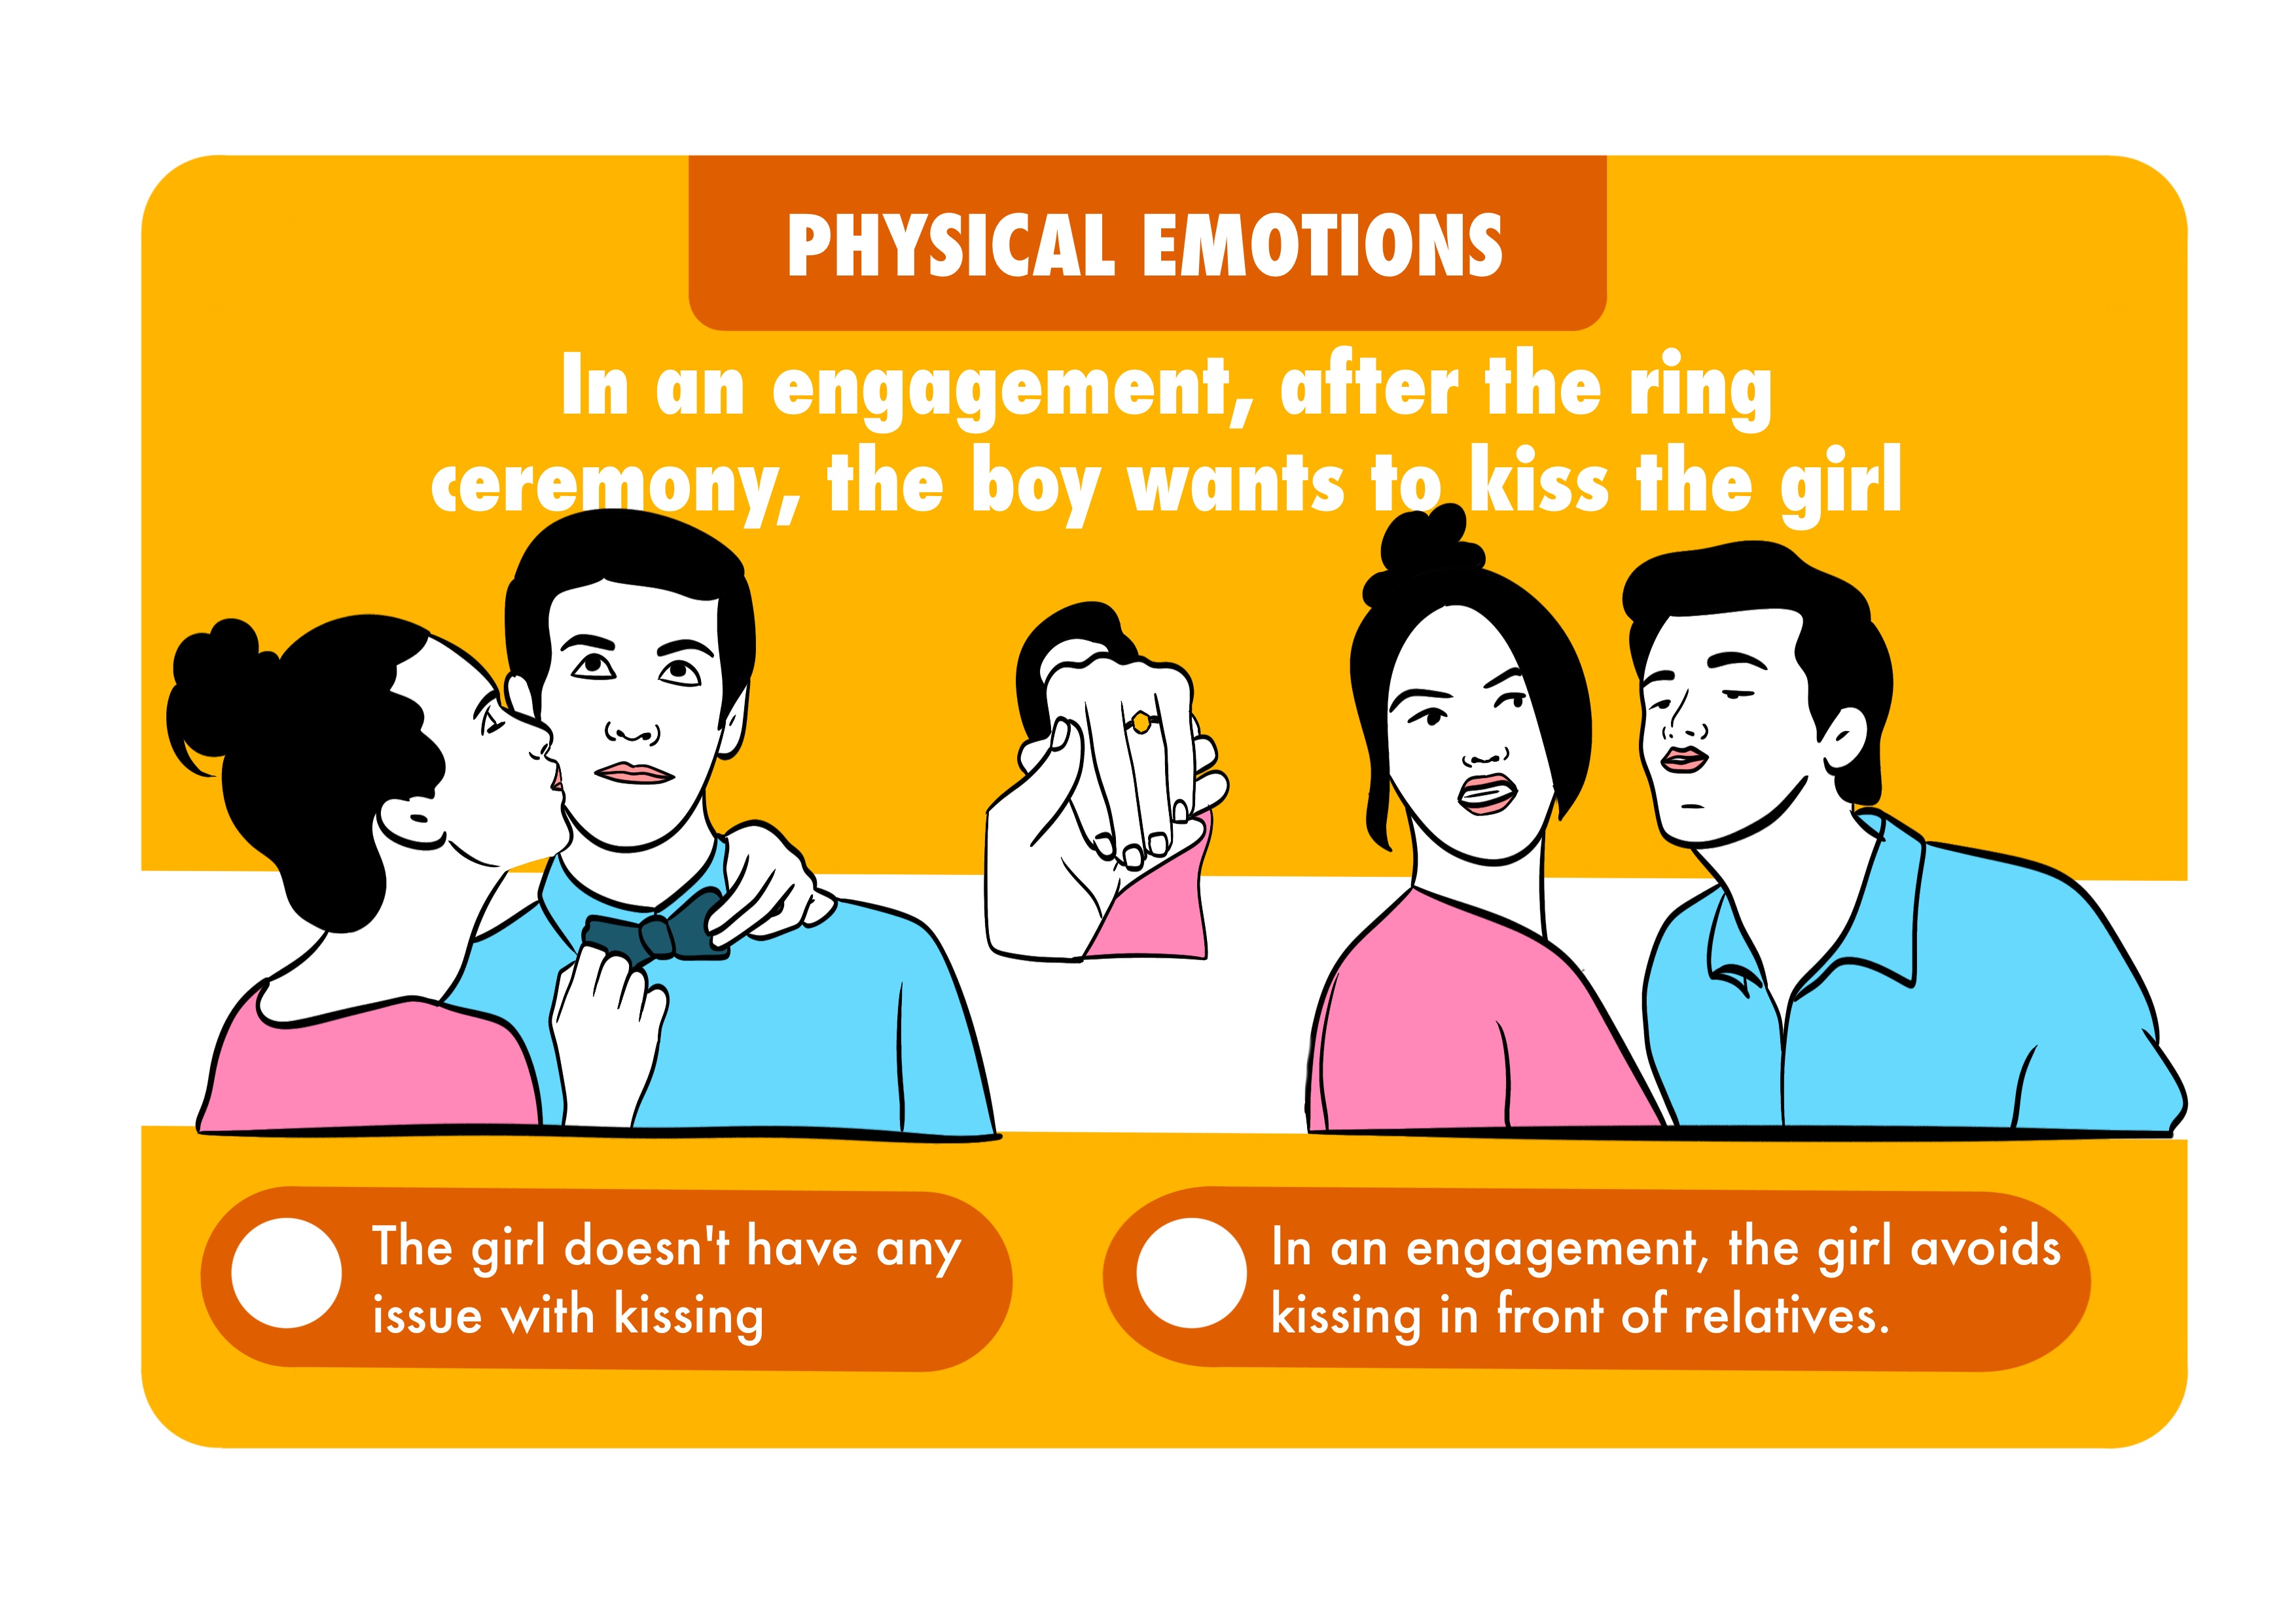 PHYSICAL EMOTIONS
In an engagement, after the ring
ceremony, the boy wants to kiss the girl
The girl doesn't have any
issue with kissing
In an engagement, the girl avoids
kissing in front of relatives.